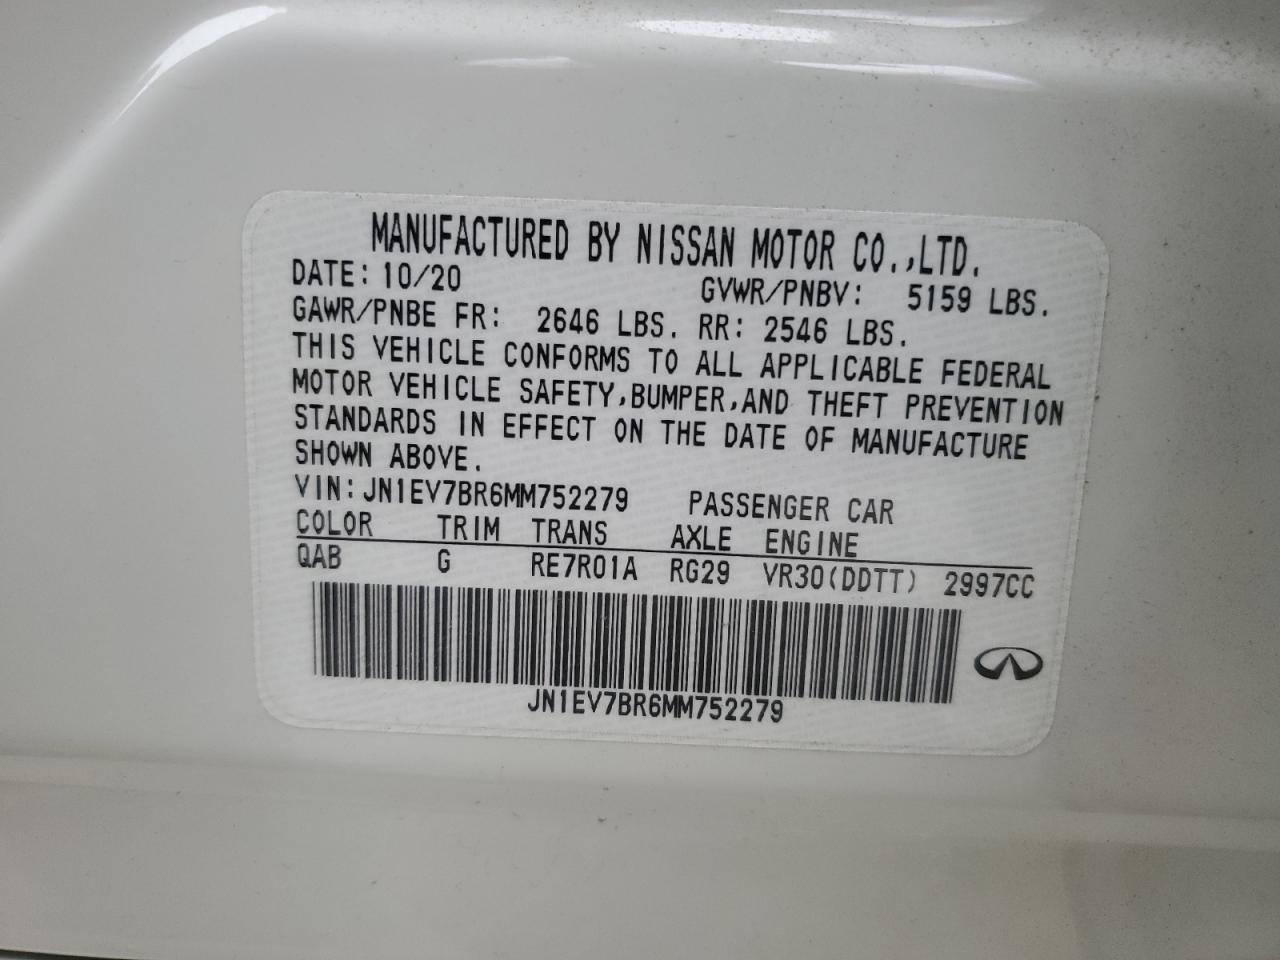 MANUFACTURED BY NISSAN MOTOR CO.,LTD.
DATE: 10/20 GVWR/PNBV: 5159 LBS.
GAWR/PNBE FR: 2646 LBS. RR: 2546 LBS.
THIS VEHICLE CONFORMS TO ALL APPLICABLE FEDERAL
MOTOR VEHICLE SAFETY,BUMPER,AND THEFT PREVENTION
STANDARDS IN EFFECT ON THE DATE OF MANUFACTURE
SHOWN ABOVE.
VIN:JN1EV7BR6MM752279 PASSENGER CAR
COLOR TRIM TRANS AXLE ENGINE
QAB G RE7R01A RG29 VR30(DDTT) 2997CC
JN1EV7BR6MM752279